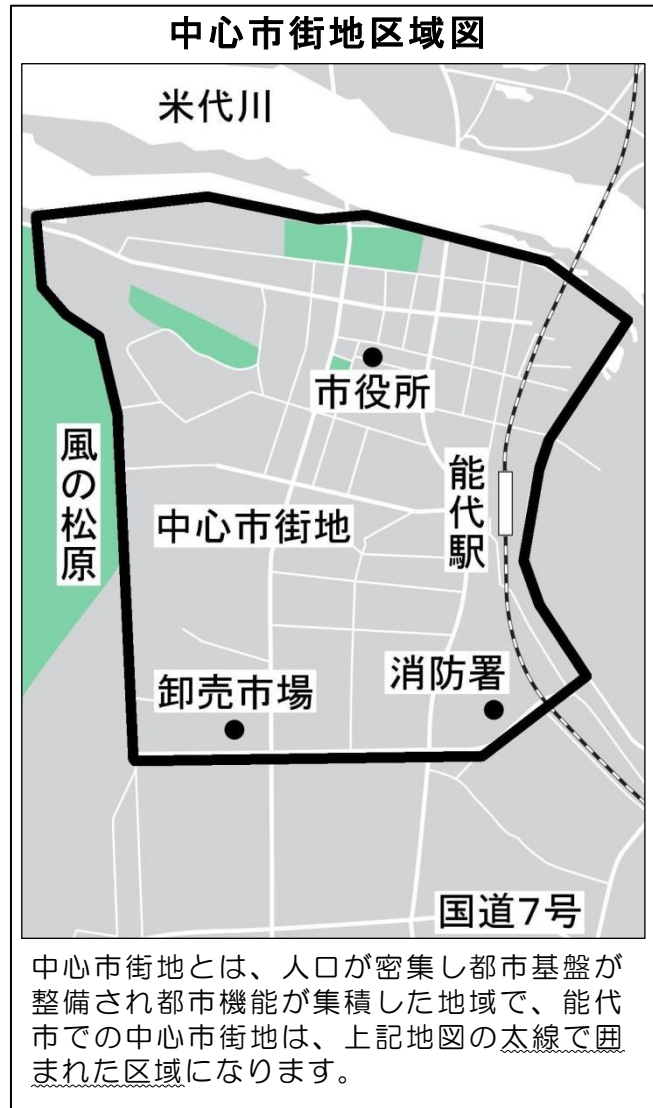 中心市街地区域図
米代川
市役所
風の松原
能代駅
中心市街地
消防署
卸売市場
国道7号
中心市街地とは、人口が密集し都市基盤が
整備され都市機能が集積した地域で、能代
市での中心市街地は、上記地図の太線で囲
まれた区域になります。